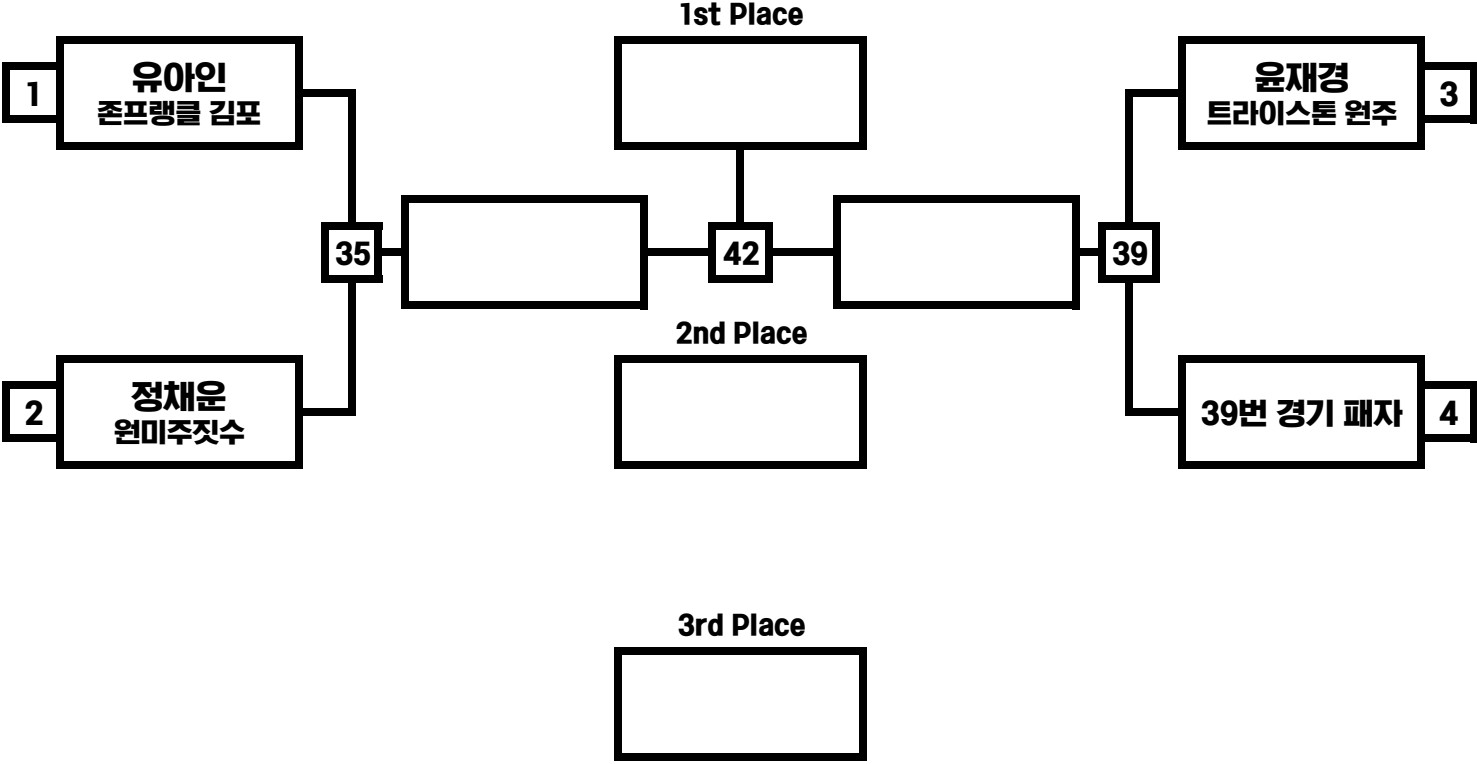 1st Place
1
유아인
존프랭클 김포
윤재경
트라이스톤 원주
3
35
42
39
2nd Place
2
정채운
원미주짓수
39번 경기 패자
4
3rd Place